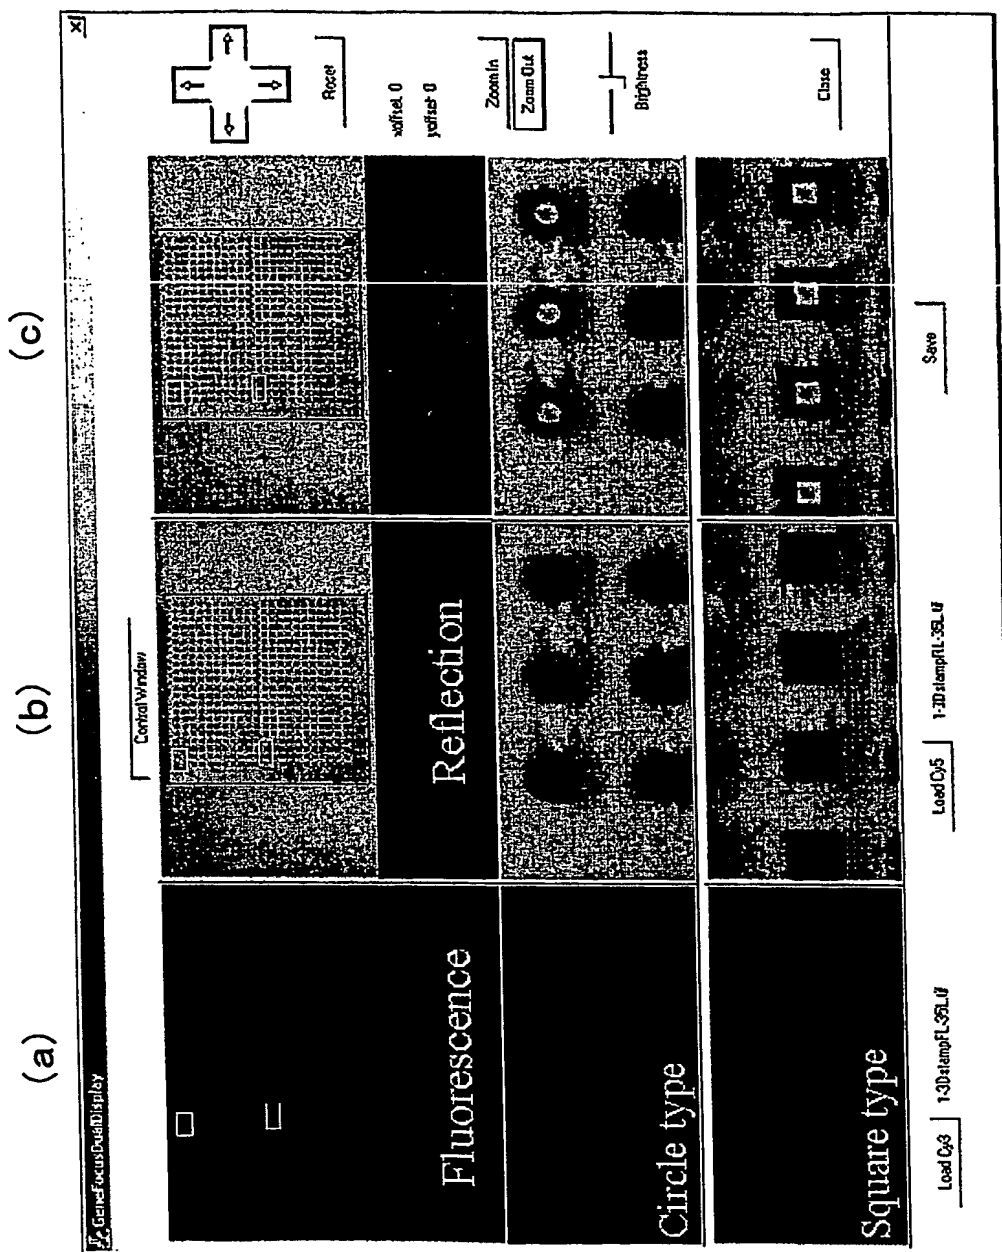 (a)
(b)
(c)
GeneFocusDualDisplay
Control Window
Fluorescence
Reflection
Circle type
Square type
Reset
xoffset 0
yoffset 0
Zoom In
Zoom Out
Brightness
Close
Load Cy3
Load Cy5
Save